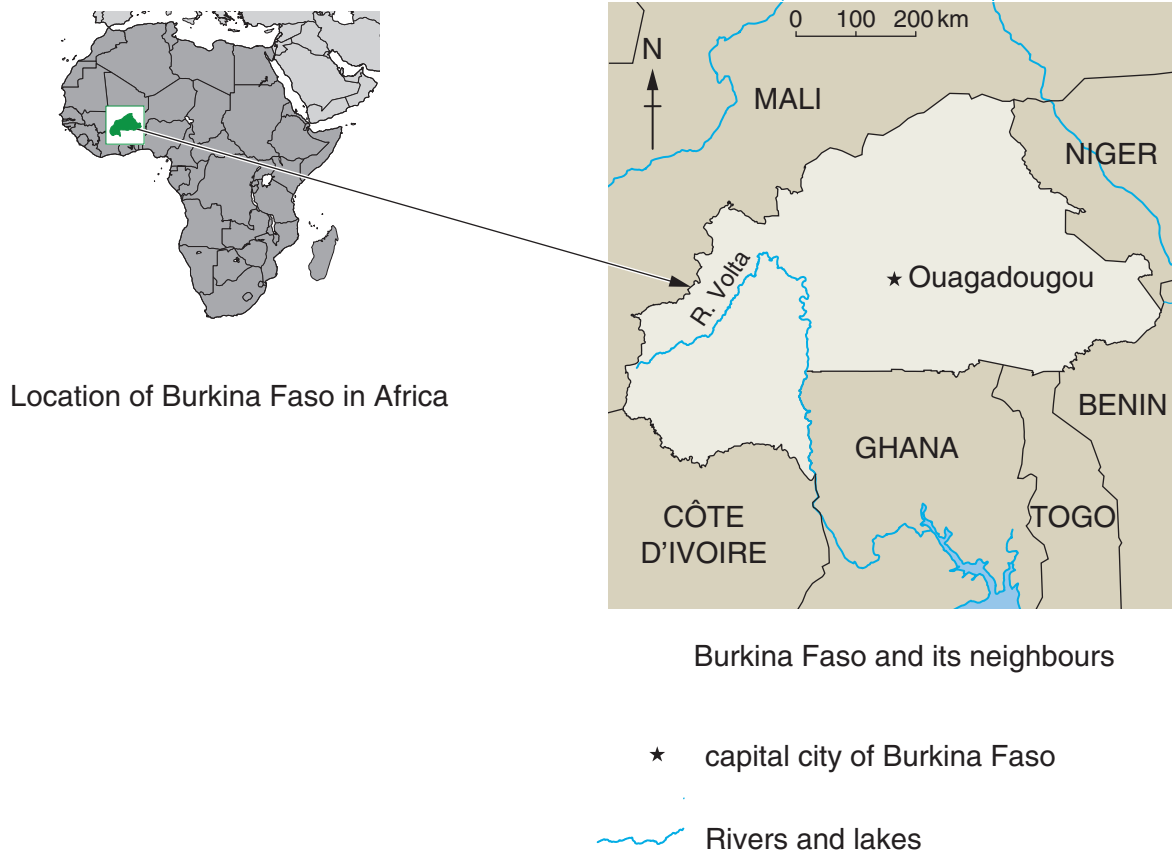 0 100 200 km
N
MALI
NIGER
R. Volta
Ouagadougou
Location of Burkina Faso in Africa
BENIN
GHANA
CÔTE
D'IVOIRE
TOGO
Burkina Faso and its neighbours
capital city of Burkina Faso
Rivers and lakes